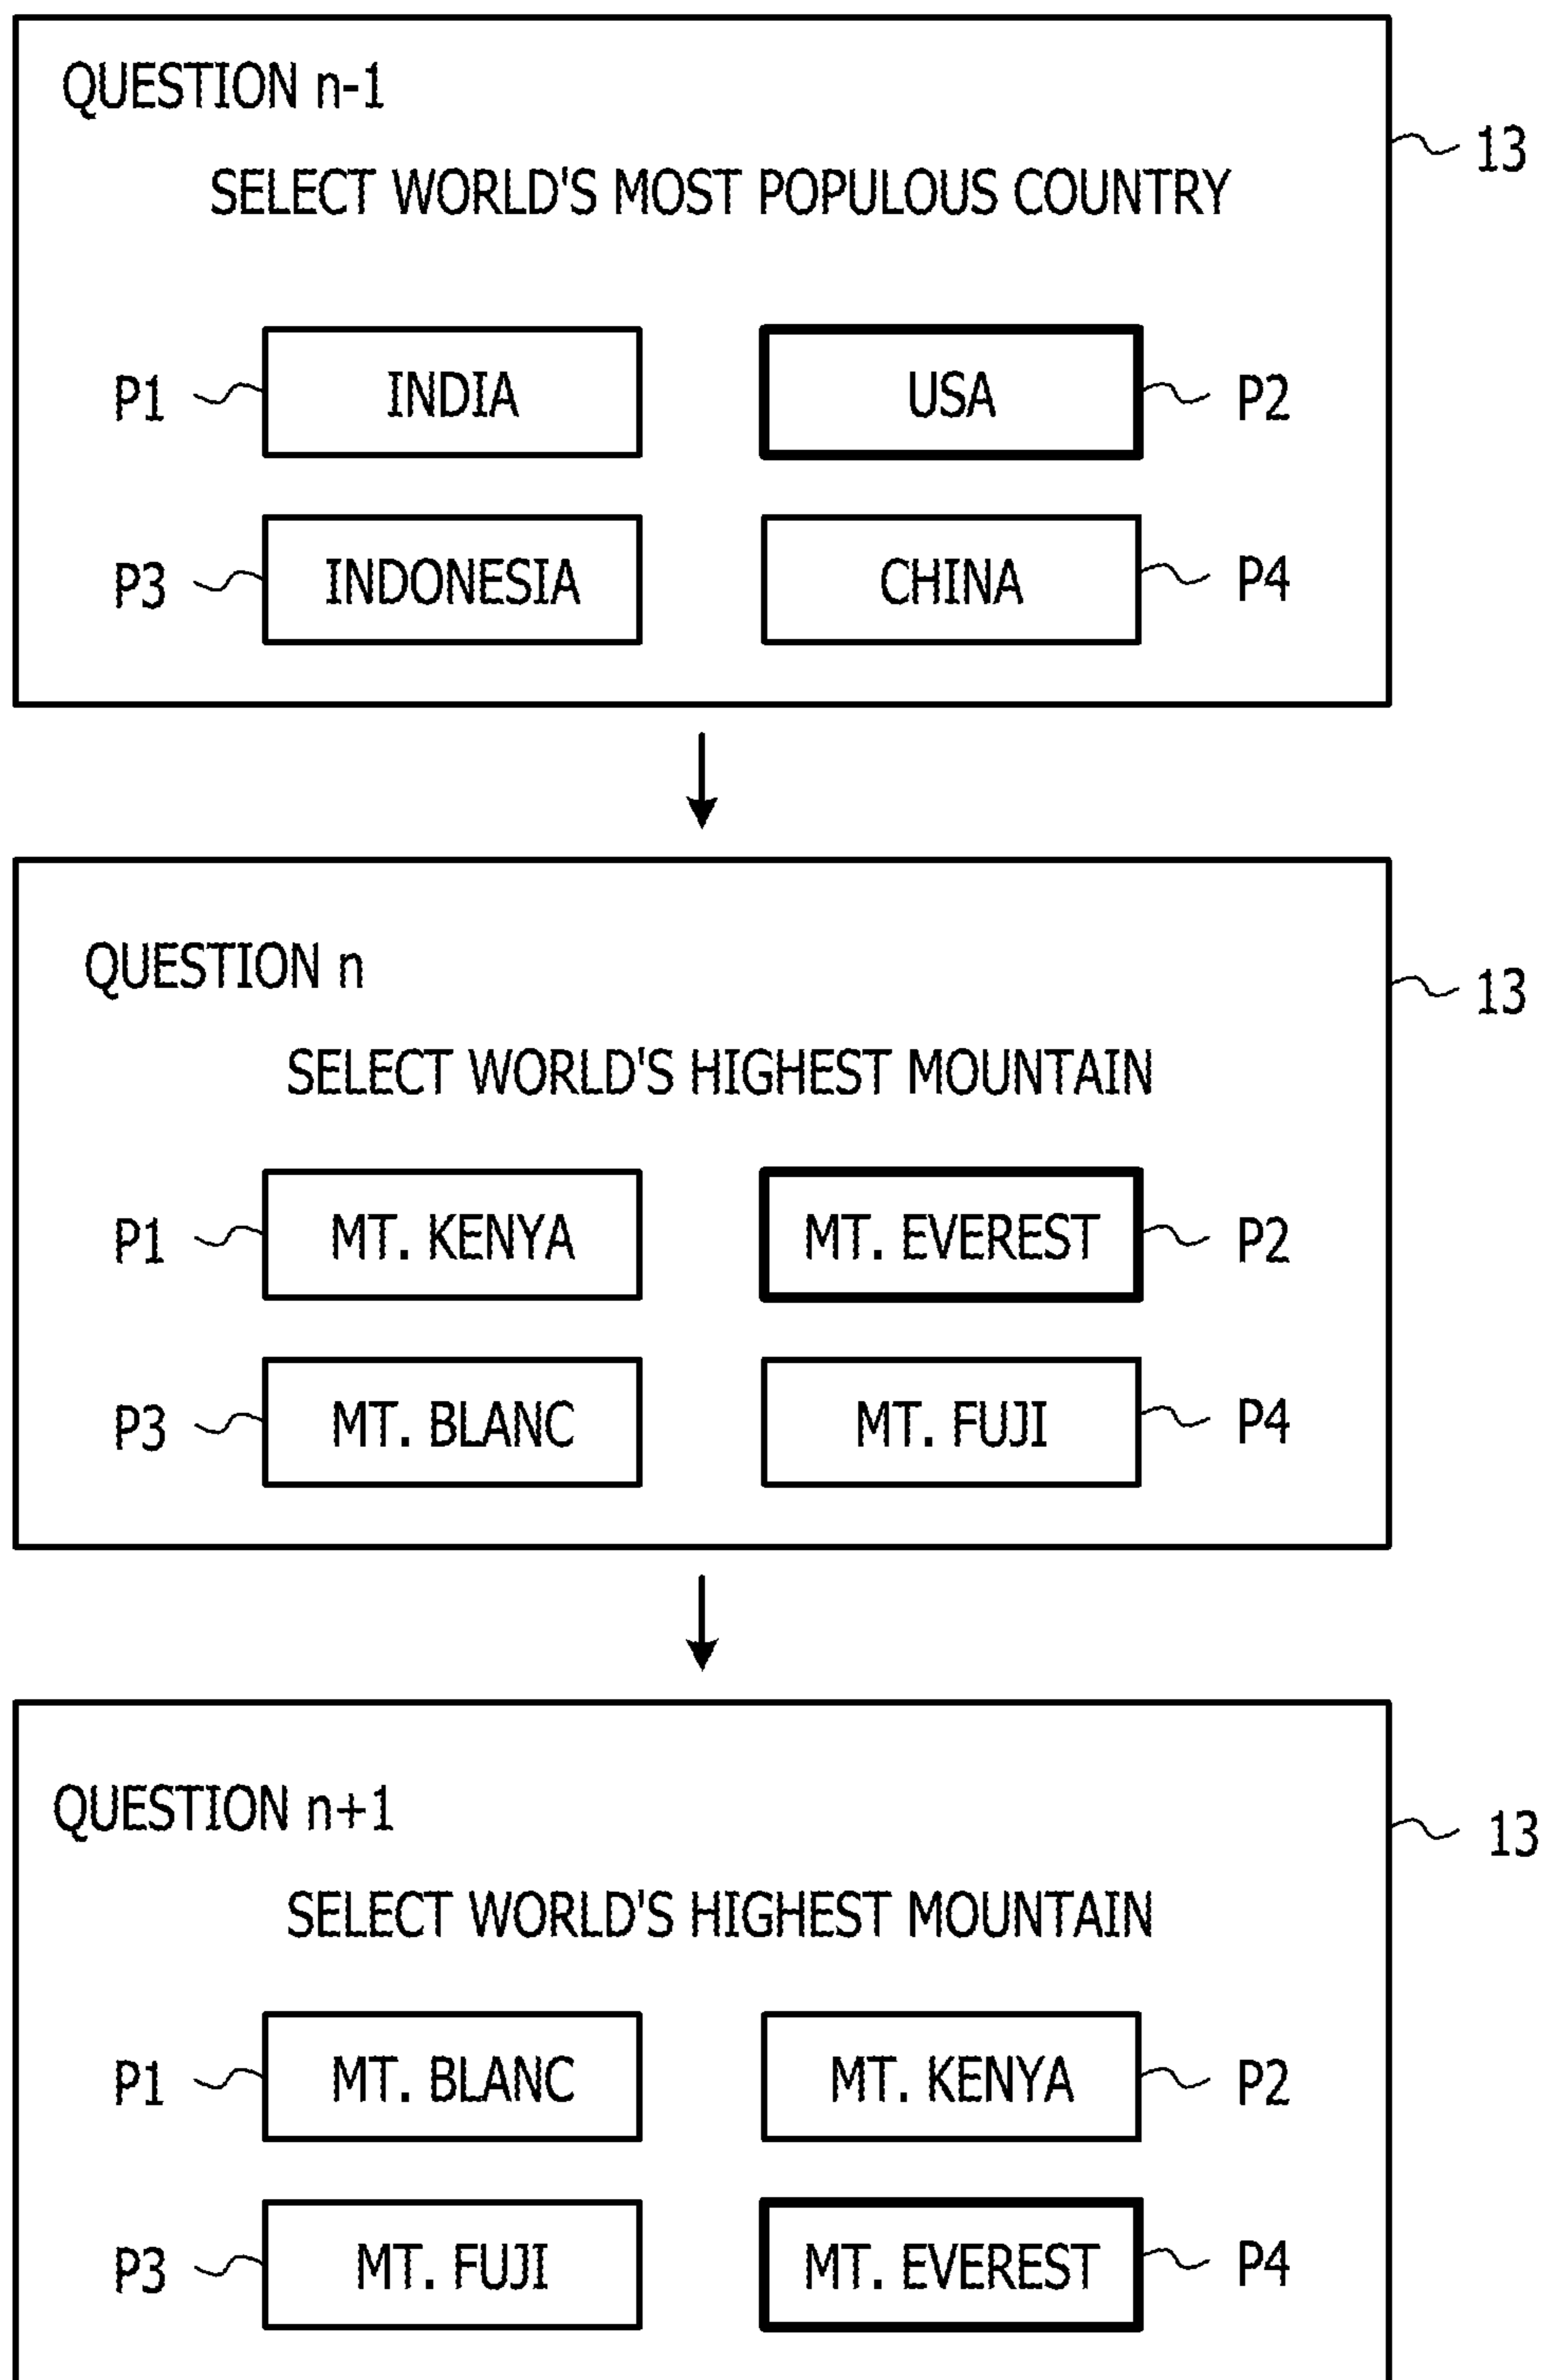 QUESTION n-1
13
SELECT WORLD'S MOST POPULOUS COUNTRY
P1 INDIA USA P2
P3 INDONESIA CHINA P4
QUESTION n
13
SELECT WORLD'S HIGHEST MOUNTAIN
P1 MT. KENYA MT. EVEREST P2
P3 MT. BLANC MT. FUJI P4
QUESTION n+1
13
SELECT WORLD'S HIGHEST MOUNTAIN
P1 MT. BLANC MT. KENYA P2
P3 MT. FUJI MT. EVEREST P4